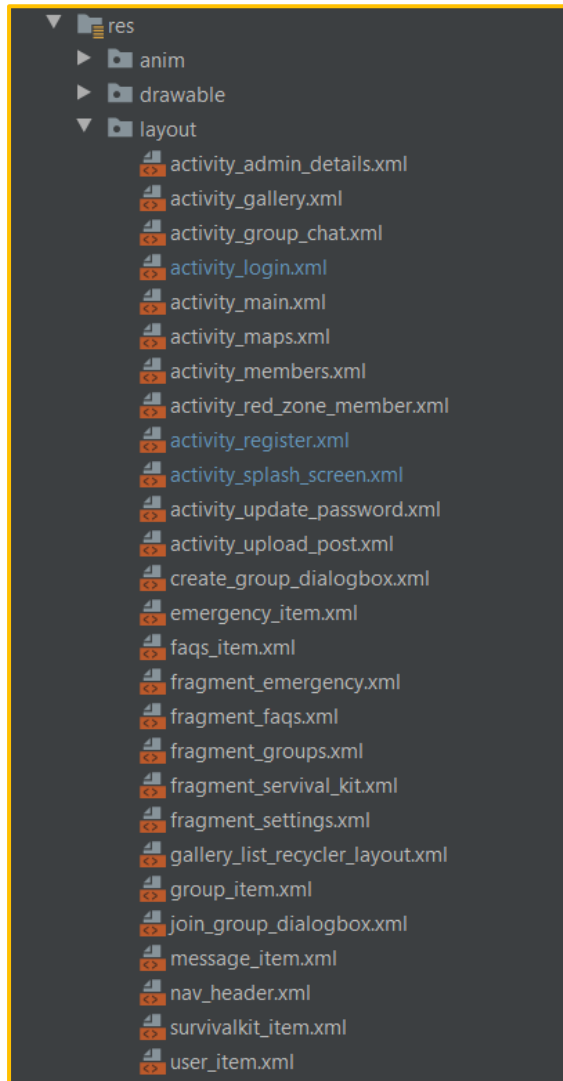 res
anim
drawable
layout
activity_admin_details.xml
activity_gallery.xml
activity_group_chat.xml
activity_login.xml
activity_main.xml
activity_maps.xml
activity_members.xml
activity_red_zone_member.xml
activity_register.xml
activity_splash_screen.xml
activity_update_password.xml
activity_upload_post.xml
create_group_dialogbox.xml
emergency_item.xml
faqs_item.xml
fragment_emergency.xml
fragment_faqs.xml
fragment_groups.xml
fragment_servival_kit.xml
fragment_settings.xml
gallery_list_recycler_layout.xml
group_item.xml
join_group_dialogbox.xml
message_item.xml
nav_header.xml
survivalkit_item.xml
user_item.xml